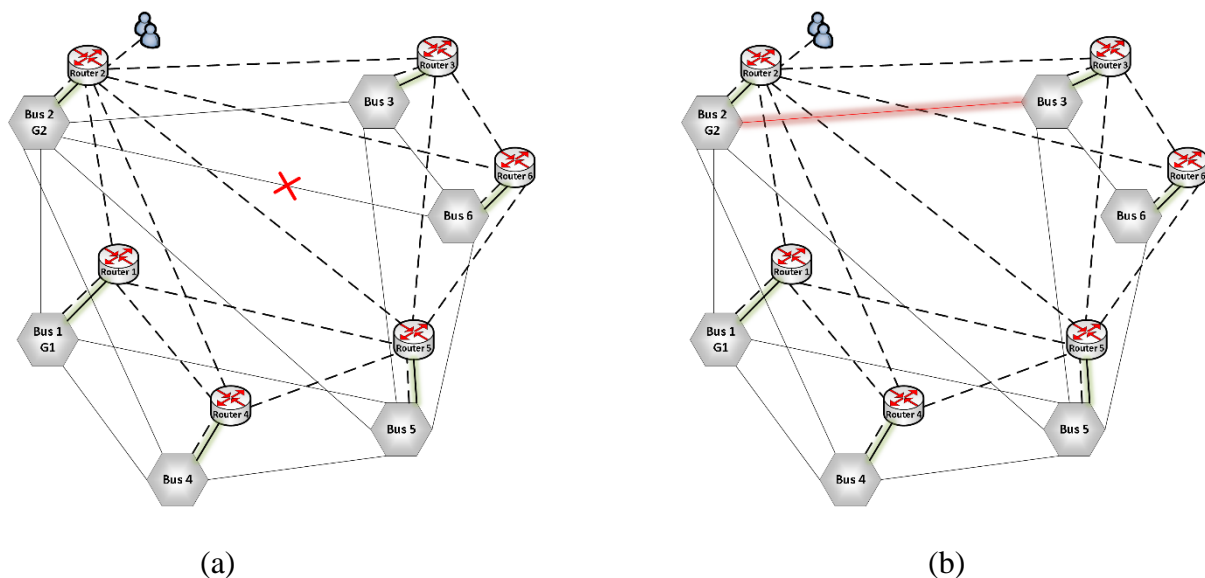 Router 2
Router 3
Bus 2
G2
Bus 3
Router 6
Bus 6
Router 1
Bus 1
G1
Router 5
Router 4
Bus 5
Bus 4
(a)
Router 2
Router 3
Bus 2
G2
Bus 3
Router 6
Bus 6
Router 1
Bus 1
G1
Router 5
Router 4
Bus 5
Bus 4
(b)